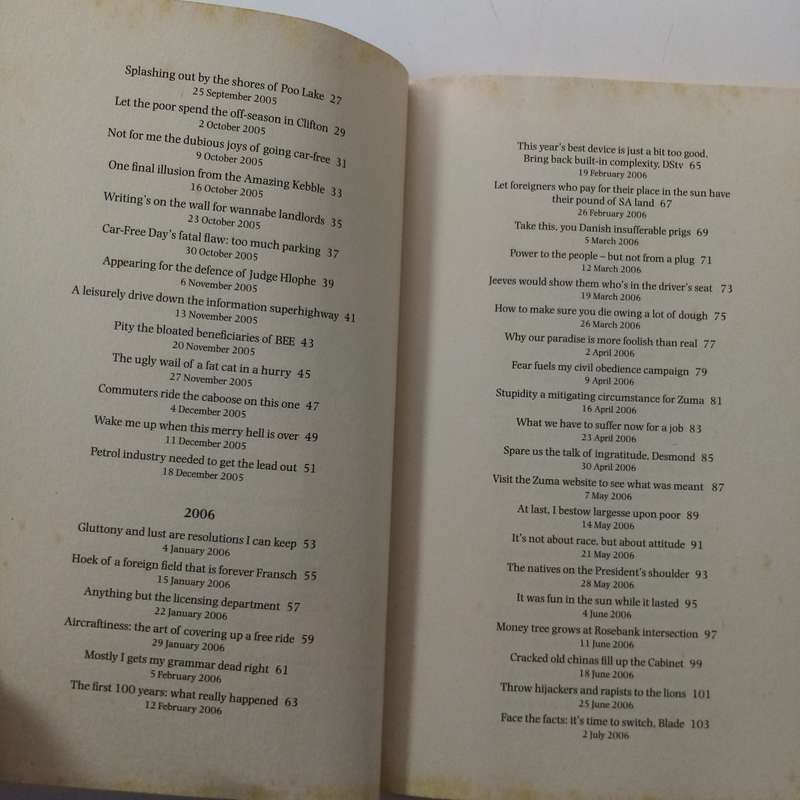 Splashing out by the shores of Poo Lake 27
25 September 2005
Let the poor spend the off-season in Clifton 29
2 October 2005
Not for me the dubious joys of going car-free 31
9 October 2005
One final illusion from the Amazing Kebble 33
16 October 2005
Writing's on the wall for wannabe landlords 35
23 October 2005
Car-Free Day's fatal flaw: too much parking 37
30 October 2005
Appearing for the defence of Judge Hlophe 39
6 November 2005
A leisurely drive down the information superhighway 41
13 November 2005
Pity the bloated beneficiaries of BEE 43
20 November 2005
The ugly wail of a fat cat in a hurry 45
27 November 2005
Commuters ride the caboose on this one 47
4 December 2005
Wake me up when this merry hell is over 49
11 December 2005
Petrol industry needed to get the lead out 51
18 December 2005
2006
Gluttony and lust are resolutions I can keep 53
4 January 2006
Hoek of a foreign field that is forever Fransch 55
15 January 2006
Anything but the licensing department 57
22 January 2006
Aircraftiness: the art of covering up a free ride 59
29 January 2006
Mostly I gets my grammar dead right 61
5 February 2006
The first 100 years: what really happened 63
12 February 2006
This year's best device is just a bit too good.
Bring back built-in complexity, DStv 65
19 February 2006
Let foreigners who pay for their place in the sun have
their pound of SA land 67
26 February 2006
Take this, you Danish insufferable prigs 69
5 March 2006
Power to the people – but not from a plug 71
12 March 2006
Jeeves would show them who's in the driver's seat 73
19 March 2006
How to make sure you die owing a lot of dough 75
26 March 2006
Why our paradise is more foolish than real 77
2 April 2006
Fear fuels my civil obedience campaign 79
9 April 2006
Stupidity a mitigating circumstance for Zuma 81
16 April 2006
What we have to suffer now for a job 83
23 April 2006
Spare us the talk of ingratitude, Desmond 85
30 April 2006
Visit the Zuma website to see what was meant 87
7 May 2006
At last, I bestow largesse upon poor 89
14 May 2006
It's not about race, but about attitude 91
21 May 2006
The natives on the President's shoulder 93
28 May 2006
It was fun in the sun while it lasted 95
4 June 2006
Money tree grows at Rosebank intersection 97
11 June 2006
Cracked old chinas fill up the Cabinet 99
18 June 2006
Throw hijackers and rapists to the lions 101
25 June 2006
Face the facts: it's time to switch, Blade 103
2 July 2006